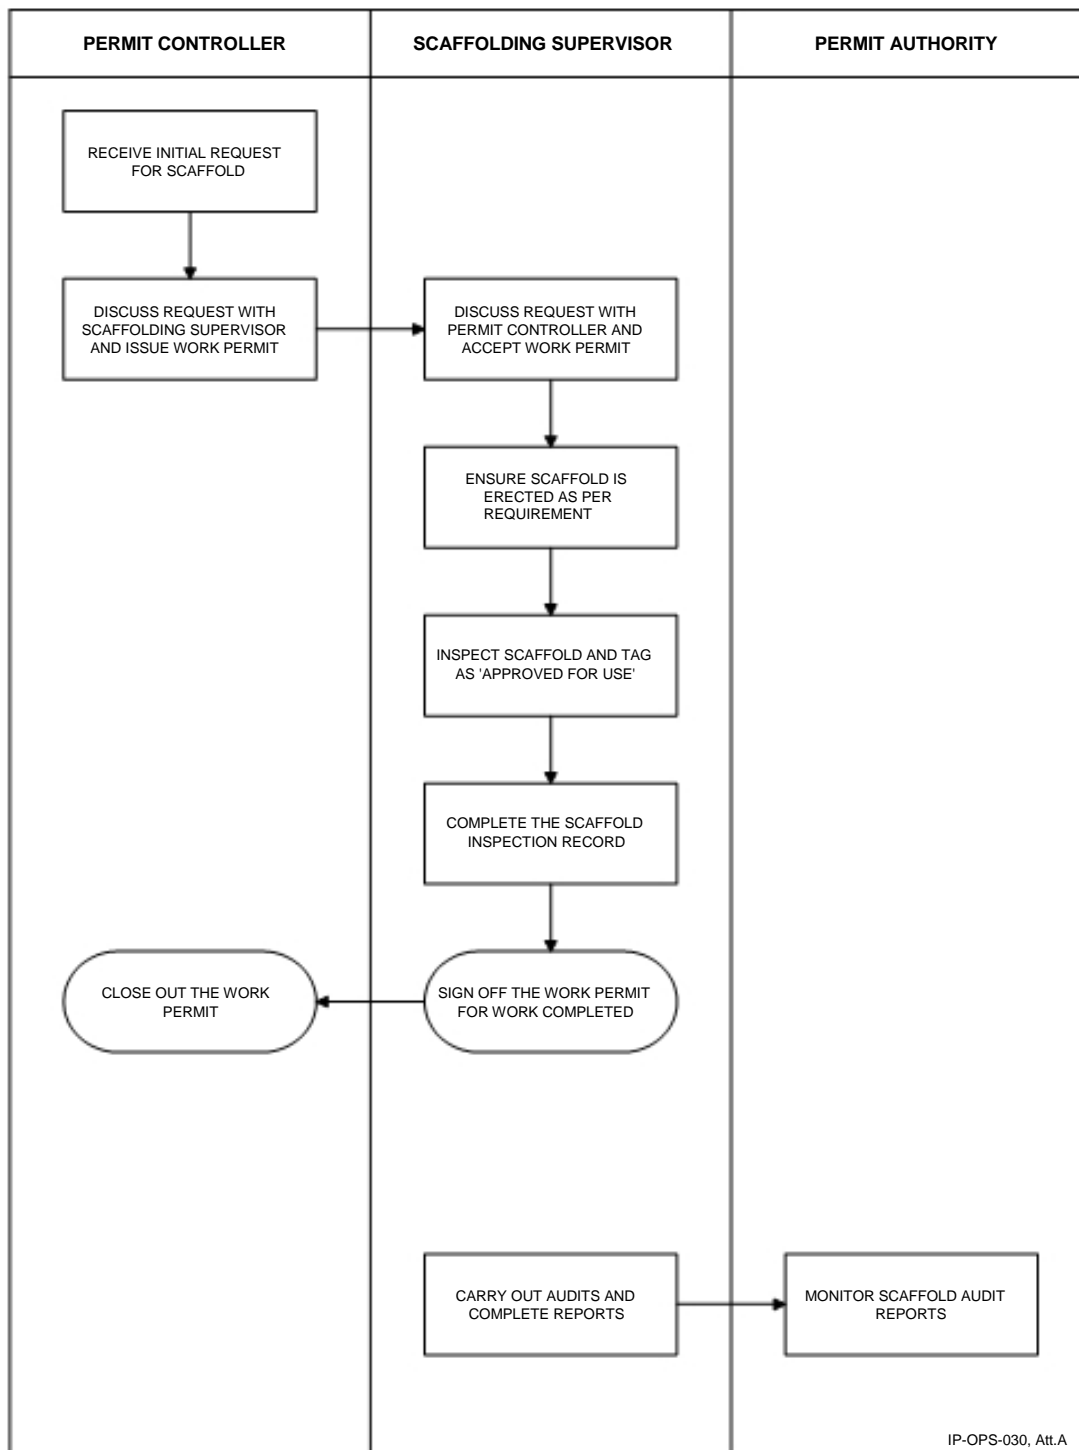 PERMIT CONTROLLER
SCAFFOLDING SUPERVISOR
PERMIT AUTHORITY
RECEIVE INITIAL REQUEST
FOR SCAFFOLD
DISCUSS REQUEST WITH
SCAFFOLDING SUPERVISOR
AND ISSUE WORK PERMIT
DISCUSS REQUEST WITH
PERMIT CONTROLLER AND
ACCEPT WORK PERMIT
ENSURE SCAFFOLD IS
ERECTED AS PER
REQUIREMENT
INSPECT SCAFFOLD AND TAG
AS 'APPROVED FOR USE'
COMPLETE THE SCAFFOLD
INSPECTION RECORD
CLOSE OUT THE WORK
PERMIT
SIGN OFF THE WORK PERMIT
FOR WORK COMPLETED
CARRY OUT AUDITS AND
COMPLETE REPORTS
MONITOR SCAFFOLD AUDIT
REPORTS
IP-OPS-030, Att.A